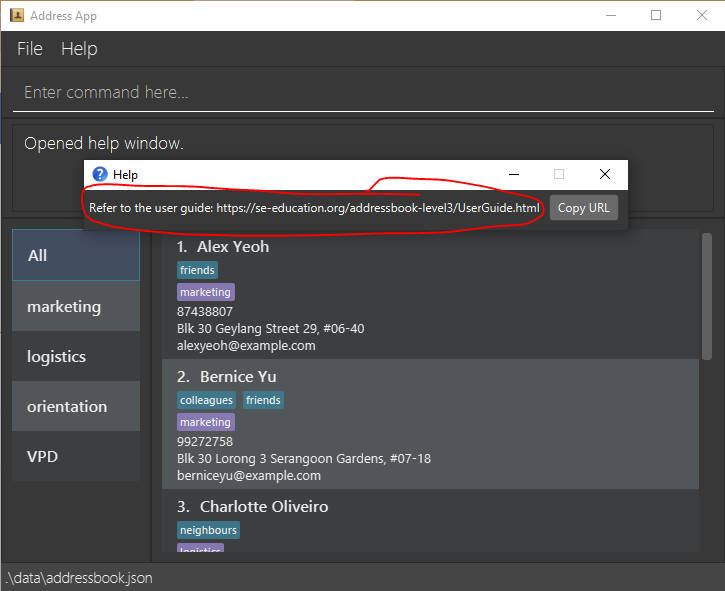 Address App
File Help
Enter command here...
Opened help window.
Help
Refer to the user guide: https://se-education.org/addressbook-level3/UserGuide.html Copy URL
All
marketing
logistics
orientation
VPD
1. Alex Yeoh
friends
marketing
87438807
Blk 30 Geylang Street 29, #06-40
alexyeoh@example.com
2. Bernice Yu
colleagues friends
marketing
99272758
Blk 30 Lorong 3 Serangoon Gardens, #07-18
berniceyu@example.com
3. Charlotte Oliveiro
neighbours
logistics
.\data\addressbook.json